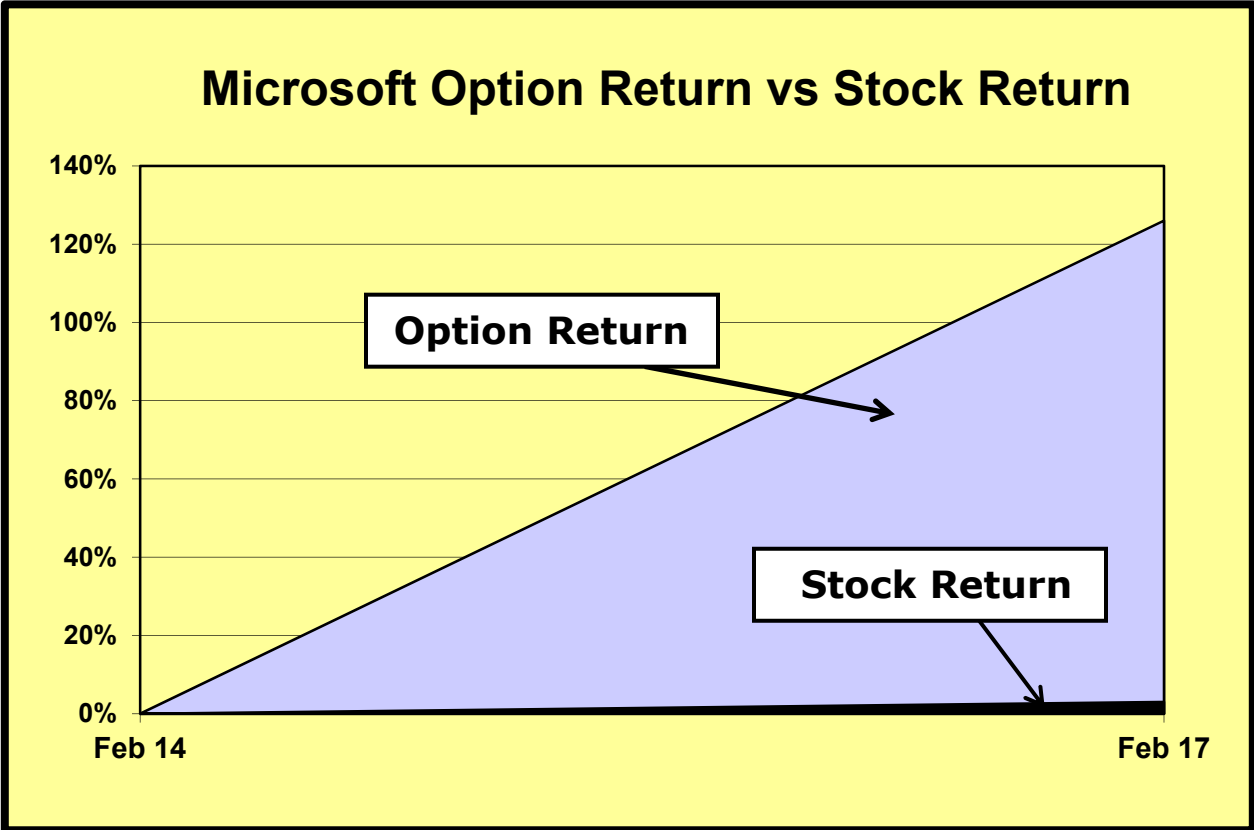 Microsoft Option Return vs Stock Return
140%
120%
100%
Option Return
80%
60%
40%
Stock Return
20%
0%
Feb 14
Feb 17